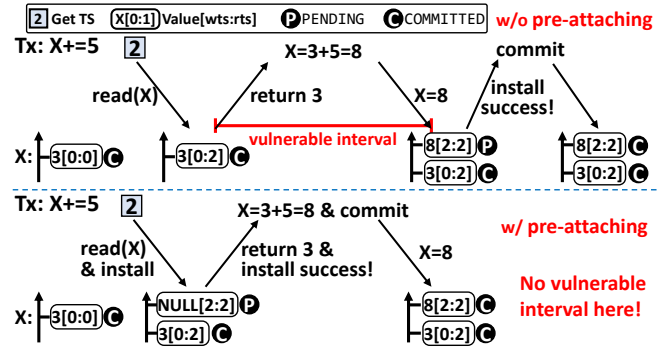 2 Get TS X[0:1] Value[wts:rts] P PENDING C COMMITTED
w/o pre-attaching
Tx: X+=5 2 X=3+5=8 commit
read(X) return 3 X=8 install
success!
vulnerable interval
8[2:2] P 8[2:2] C
X: 3[0:0] C 3[0:2] C 3[0:2] C 3[0:2] C
Tx: X+=5 2 X=3+5=8 & commit w/ pre-attaching
read(X) return 3 & X=8
& install install success!
No vulnerable
interval here!
NULL[2:2] P 8[2:2] C
X: 3[0:0] C 3[0:2] C 3[0:2] C